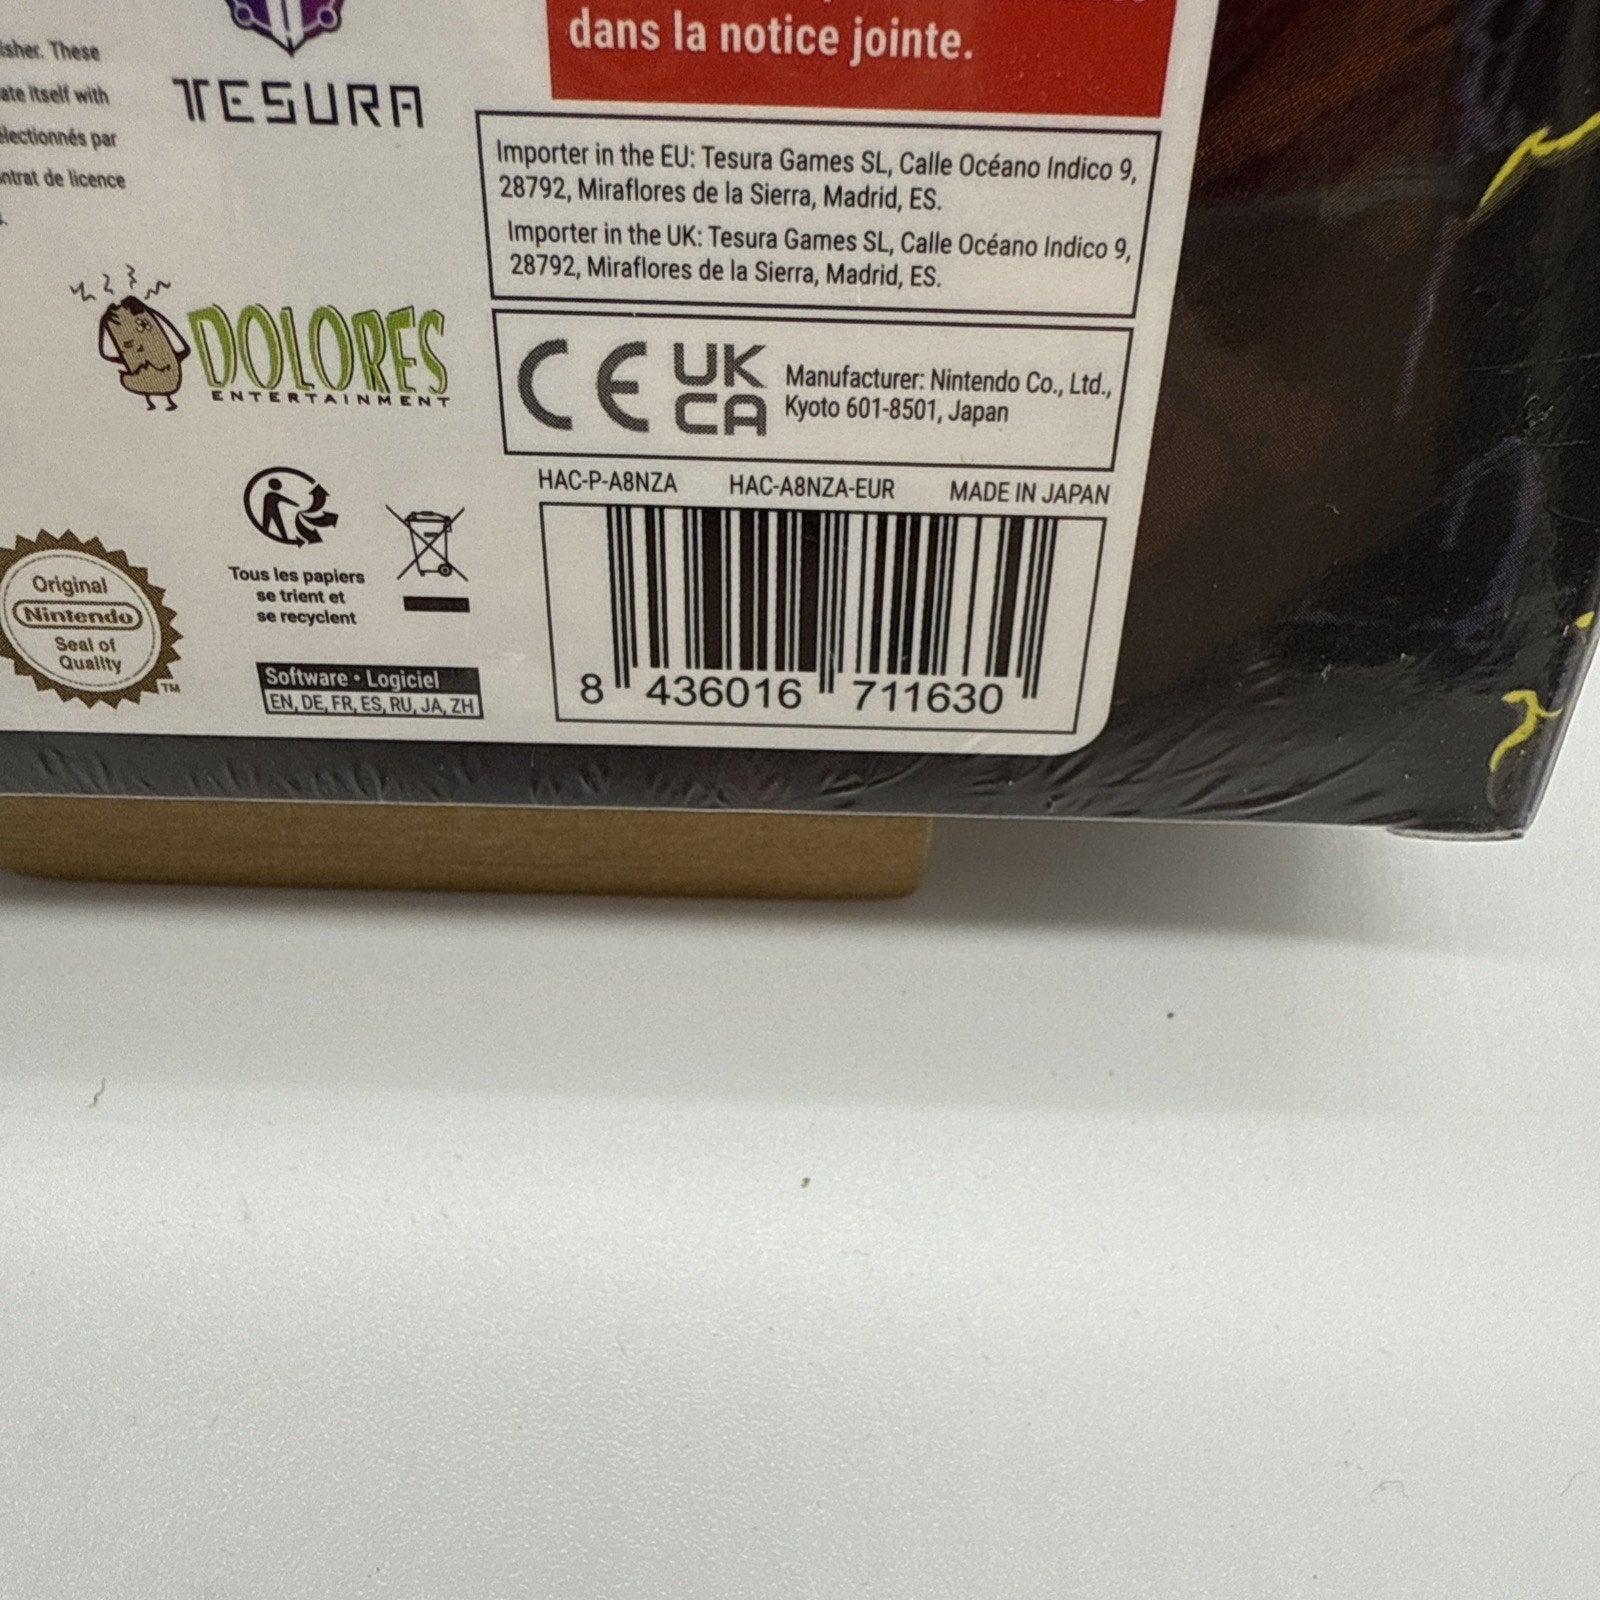 isher. These
ate itself with
électionnés par
ntrat de licence
TESURA
dans la notice jointe.
Importer in the EU: Tesura Games SL, Calle Océano Indico 9,
28792, Miraflores de la Sierra, Madrid, ES.
Importer in the UK: Tesura Games SL, Calle Océano Indico 9,
28792, Miraflores de la Sierra, Madrid, ES.
DOLORES
ENTERTAINMENT
CE UK
CA
Manufacturer: Nintendo Co., Ltd.,
Kyoto 601-8501, Japan
HAC-P-A8NZA HAC-A8NZA-EUR MADE IN JAPAN
Original
Nintendo
Seal of
Quality
TM
Tous les papiers
se trient et
se recyclent
Software • Logiciel
EN, DE, FR, ES, RU, JA, ZH
8 436016 711630